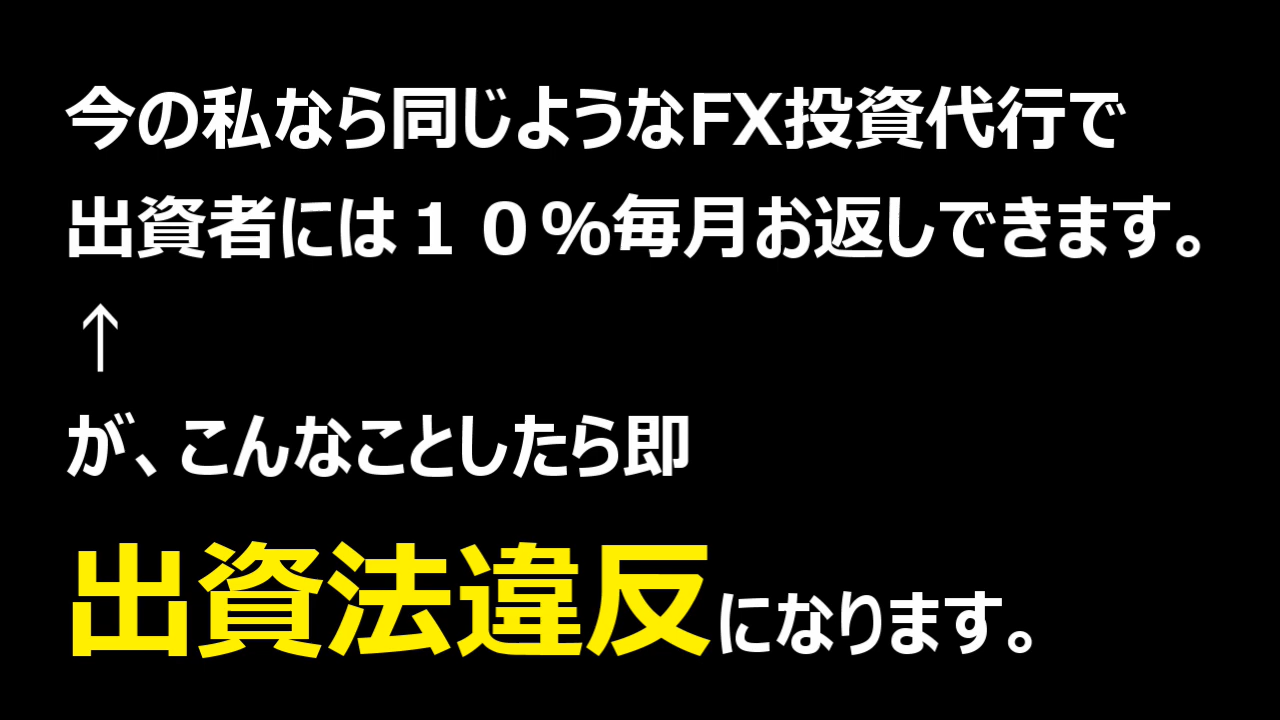 今の私なら同じようなFX投資代行で
出資者には１０％毎月お返しできます。
↑
が、こんなことしたら即
出資法違反になります。